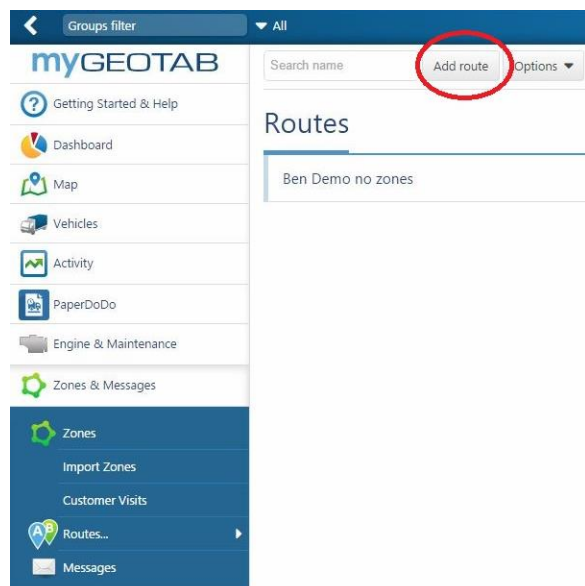 Groups filter
All
myGEOTAB
Search name
Add route
Options
Getting Started & Help
Routes
Dashboard
Ben Demo no zones
Map
Vehicles
Activity
PaperDoDo
Engine & Maintenance
Zones & Messages
Zones
Import Zones
Customer Visits
A B
Routes...
Messages